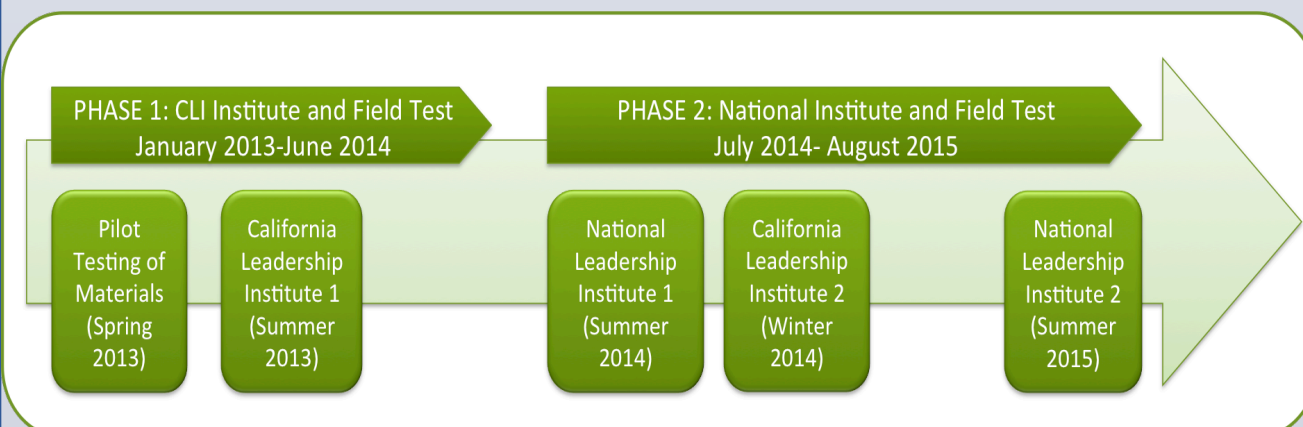 PHASE 1: CLI Institute and Field Test
January 2013-June 2014
PHASE 2: National Institute and Field Test
July 2014- August 2015
Pilot
Testing of
Materials
(Spring
2013)
California
Leadership
Institute 1
(Summer
2013)
National
Leadership
Institute 1
(Summer
2014)
California
Leadership
Institute 2
(Winter
2014)
National
Leadership
Institute 2
(Summer
2015)